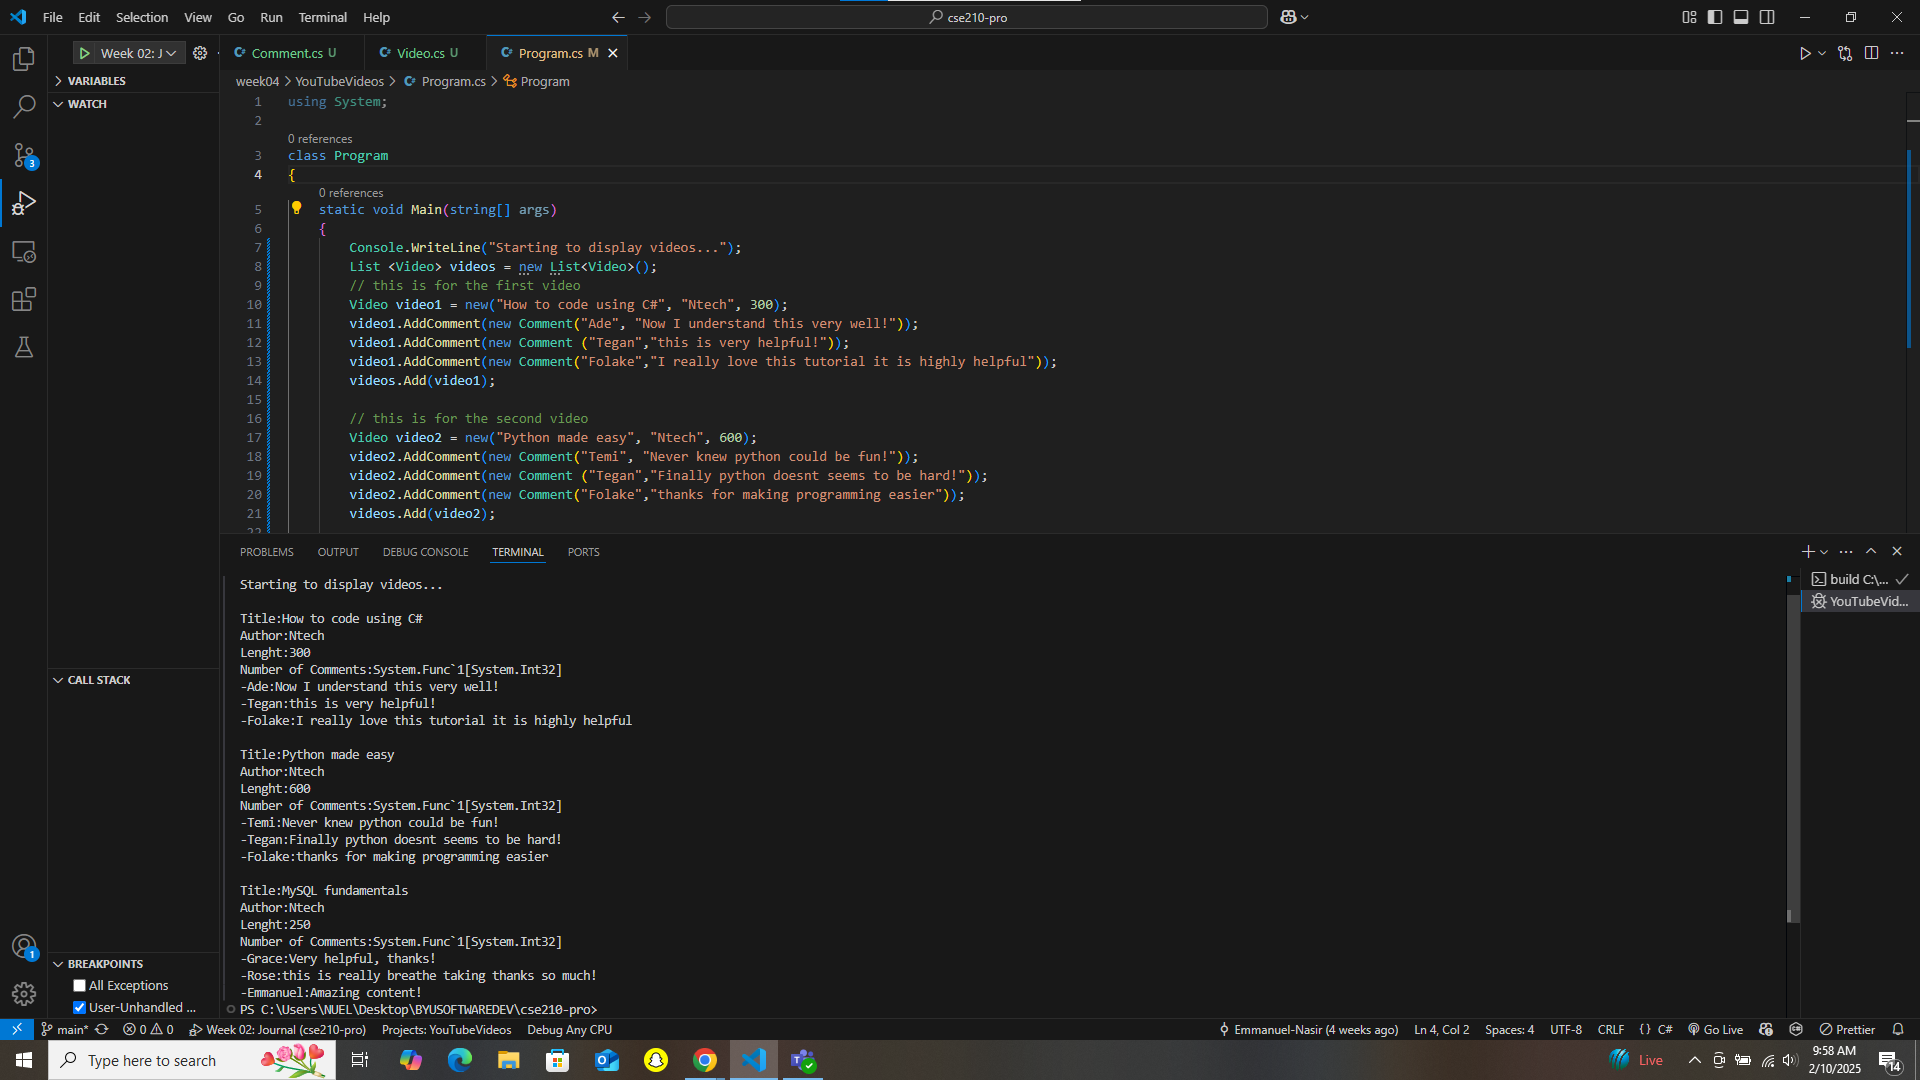 File Edit Selection View Go Run Terminal Help
cse210-pro
Week 02: J
Comment.cs U
Video.cs U
Program.cs M
VARIABLES
WATCH
week04 > YouTubeVideos > Program.cs > Program
1 using System;
2
0 references
3 class Program
4 {
0 references
5 static void Main(string[] args)
6 {
7 Console.WriteLine("Starting to display videos...");
8 List <Video> videos = new List<Video>();
9 // this is for the first video
10 Video video1 = new("How to code using C#", "Ntech", 300);
11 video1.AddComment(new Comment("Ade", "Now I understand this very well!"));
12 video1.AddComment(new Comment ("Tegan","this is very helpful!"));
13 video1.AddComment(new Comment("Folake","I really love this tutorial it is highly helpful"));
14 videos.Add(video1);
15
16 // this is for the second video
17 Video video2 = new("Python made easy", "Ntech", 600);
18 video2.AddComment(new Comment("Temi", "Never knew python could be fun!"));
19 video2.AddComment(new Comment ("Tegan","Finally python doesnt seems to be hard!"));
20 video2.AddComment(new Comment("Folake","thanks for making programming easier"));
21 videos.Add(video2);
22
3
PROBLEMS OUTPUT DEBUG CONSOLE TERMINAL PORTS
build C:\...
YouTubeVid...
Starting to display videos...
Title:How to code using C#
Author:Ntech
Lenght:300
Number of Comments:System.Func`1[System.Int32]
-Ade:Now I understand this very well!
-Tegan:this is very helpful!
-Folake:I really love this tutorial it is highly helpful
Title:Python made easy
Author:Ntech
Lenght:600
Number of Comments:System.Func`1[System.Int32]
-Temi:Never knew python could be fun!
-Tegan:Finally python doesnt seems to be hard!
-Folake:thanks for making programming easier
Title:MySQL fundamentals
Author:Ntech
Lenght:250
Number of Comments:System.Func`1[System.Int32]
-Grace:Very helpful, thanks!
-Rose:this is really breathe taking thanks so much!
-Emmanuel:Amazing content!
PS C:\Users\NUEL\Desktop\BYUSOFTWAREDEV\cse210-pro>
CALL STACK
BREAKPOINTS
All Exceptions
User-Unhandled ...
1
main* 0 0 Week 02: Journal (cse210-pro) Projects: YouTubeVideos Debug Any CPU Emmanuel-Nasir (4 weeks ago) Ln 4, Col 2 Spaces: 4 UTF-8 CRLF {} C# Go Live Prettier
Type here to search
Live
9:58 AM
2/10/2025
14